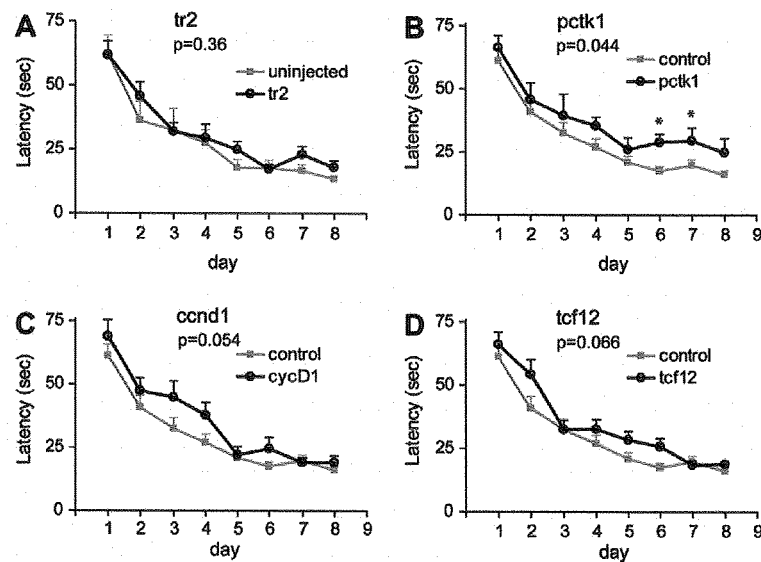 A
tr2
p=0.36
uninjected
tr2
Latency (sec)
75
50
25
0
1 2 3 4 5 6 7 8
day
B
pctk1
p=0.044
control
pctk1
* *
Latency (sec)
75
50
25
0
1 2 3 4 5 6 7 8 9
day
C
ccnd1
p=0.054
control
cycD1
Latency (sec)
75
50
25
0
1 2 3 4 5 6 7 8 9
day
D
tcf12
p=0.066
control
tcf12
Latency (sec)
75
50
25
0
1 2 3 4 5 6 7 8 9
day